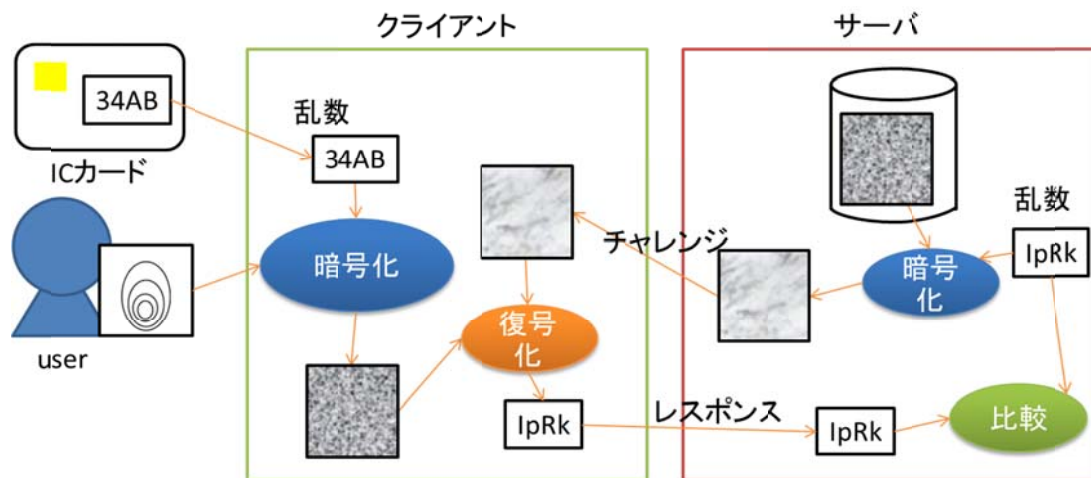 クライアント
サーバ
34AB
ICカード
乱数
34AB
暗号化
user
復号
化
IpRk
チャレンジ
レスポンス
乱数
IpRk
暗号
化
IpRk
比較